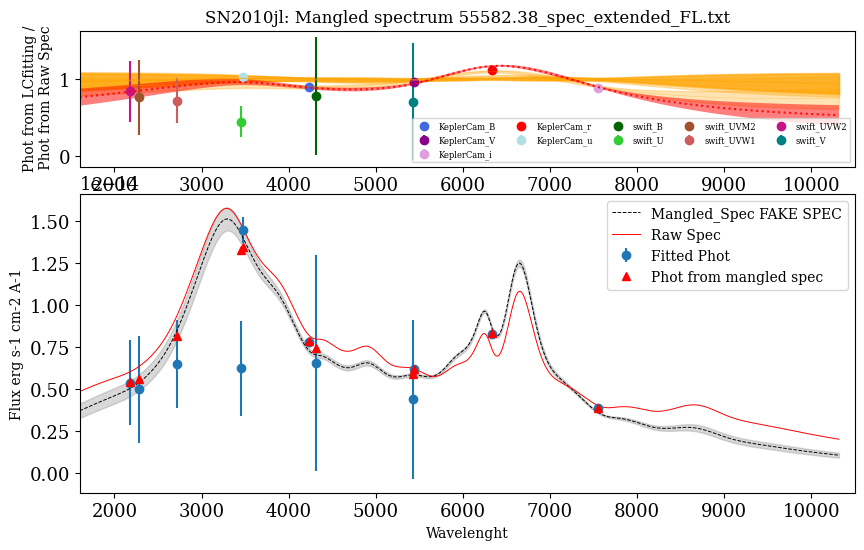 SN2010jl: Mangled spectrum 55582.38_spec_extended_FL.txt
Phot from LCfitting /
Phot from Raw Spec
1
0
KeplerCam_B
KeplerCam_V
KeplerCam_i
KeplerCam_r
KeplerCam_u
swift_B
swift_U
swift_UVM2
swift_UVW1
swift_UVW2
swift_V
2000 3000 4000 5000 6000 7000 8000 9000 10000
Flux erg s-1 cm-2 A-1
1.50
1.25
1.00
0.75
0.50
0.25
0.00
Mangled_Spec FAKE SPEC
Raw Spec
Fitted Phot
Phot from mangled spec
2000 3000 4000 5000 6000 7000 8000 9000 10000
Wavelenght